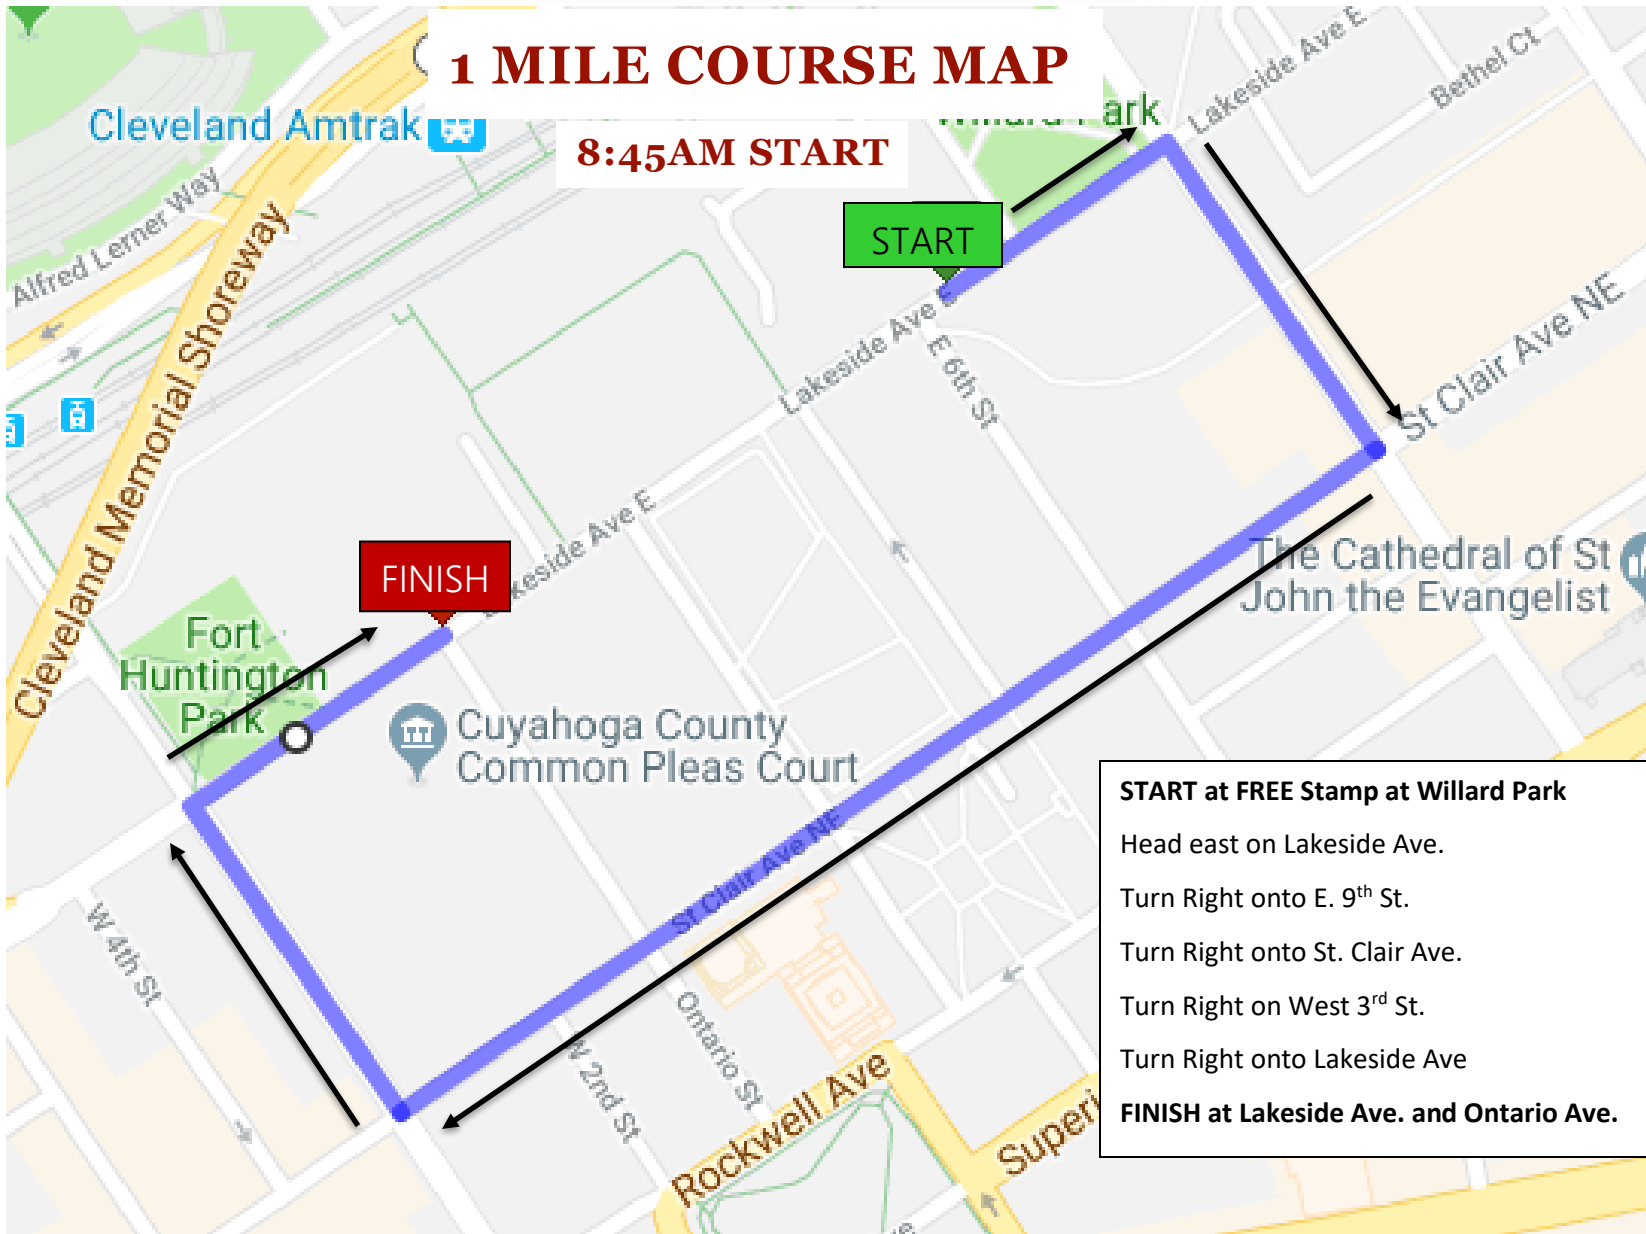 1 MILE COURSE MAP
8:45AM START
Cleveland Amtrak
ark
Lakeside Ave E
Bethel Ct
Alfred Lerner Way
Cleveland Memorial Shoreway
START
Lakeside Ave E
E 6th St
St Clair Ave NE
FINISH
keside Ave E
The Cathedral of St
John the Evangelist
Fort
Huntington
Park
Cuyahoga County
Common Pleas Court
St Clair Ave NE
W 4th St
Ontario St
W 2nd St
Rockwell Ave
Superi
START at FREE Stamp at Willard Park
Head east on Lakeside Ave.
Turn Right onto E. 9th St.
Turn Right onto St. Clair Ave.
Turn Right on West 3rd St.
Turn Right onto Lakeside Ave
FINISH at Lakeside Ave. and Ontario Ave.